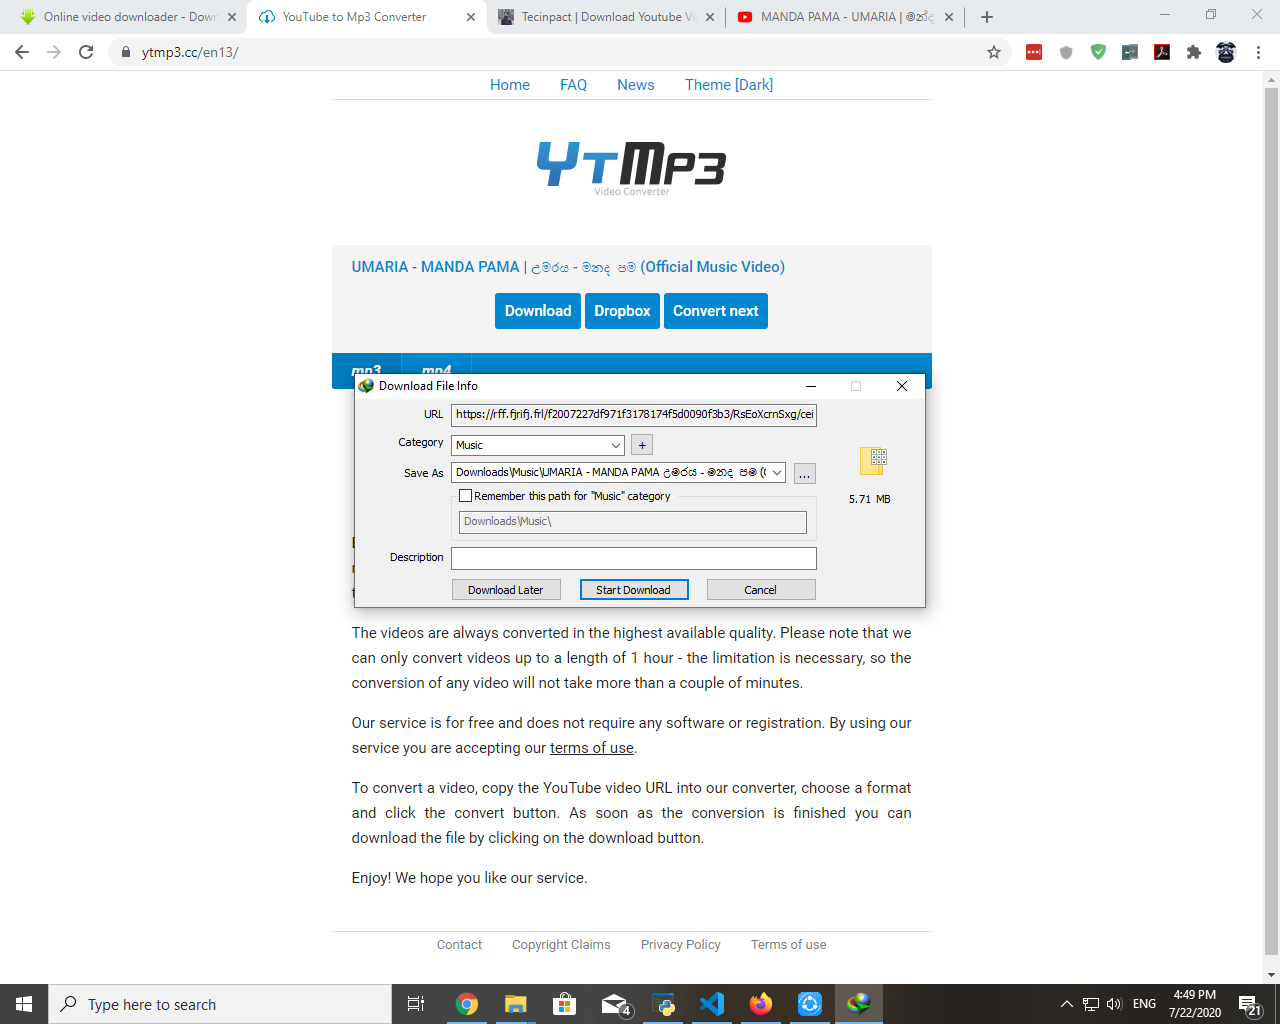 Online video downloader - Down
YouTube to Mp3 Converter
Tecinpact | Download Youtube Vi
MANDA PAMA - UMARIA | මන්ද
ytmp3.cc/en13/
Home FAQ News Theme [Dark]
YTMP3
Video Converter
UMARIA - MANDA PAMA | උමරය - මනද පම (Official Music Video)
Download Dropbox Convert next
mp3 mp4
Download File Info
URL https://rff.fjrifj.frl/f2007227df971f3178174f5d0090f3b3/RsEoXcrnSxg/cei
Category Music +
Save As Downloads\Music\UMARIA - MANDA PAMA උමරය - මනද පම (O ...
5.71 MB
Remember this path for "Music" category
Downloads\Music\
Description
Download Later Start Download Cancel
The videos are always converted in the highest available quality. Please note that we
can only convert videos up to a length of 1 hour - the limitation is necessary, so the
conversion of any video will not take more than a couple of minutes.
Our service is for free and does not require any software or registration. By using our
service you are accepting our terms of use.
To convert a video, copy the YouTube video URL into our converter, choose a format
and click the convert button. As soon as the conversion is finished you can
download the file by clicking on the download button.
Enjoy! We hope you like our service.
Contact Copyright Claims Privacy Policy Terms of use
Type here to search
4
ENG
4:49 PM
7/22/2020
21